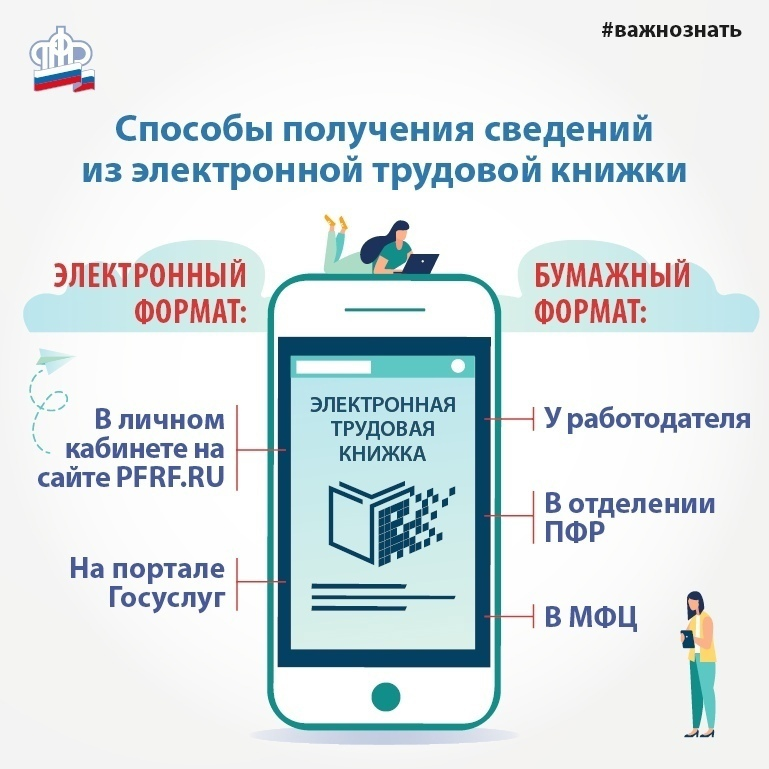 #важнознать
Способы получения сведений
из электронной трудовой книжки
ЭЛЕКТРОННЫЙ
ФОРМАТ:
В личном
кабинете на
сайте PFRF.RU
На портале
Госуслуг
ЭЛЕКТРОННАЯ
ТРУДОВАЯ
КНИЖКА
БУМАЖНЫЙ
ФОРМАТ:
У работодателя
В отделении
ПФР
В МФЦ